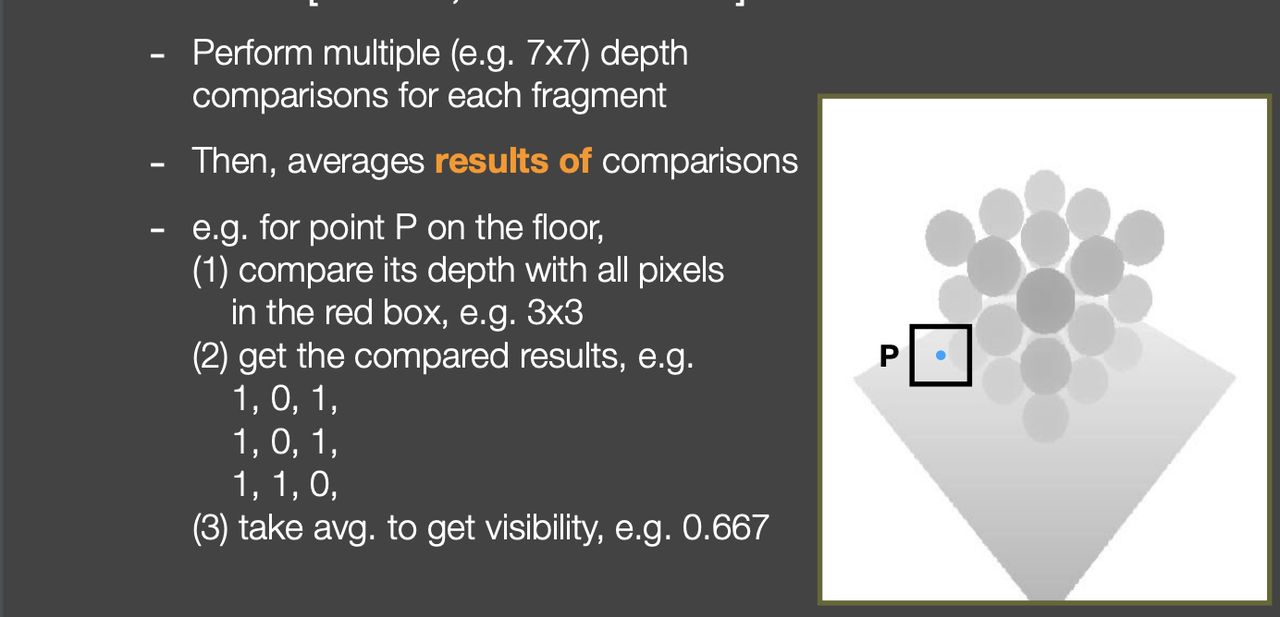 - Perform multiple (e.g. 7x7) depth
comparisons for each fragment
- Then, averages results of comparisons
- e.g. for point P on the floor,
(1) compare its depth with all pixels
in the red box, e.g. 3x3
(2) get the compared results, e.g.
1, 0, 1,
1, 0, 1,
1, 1, 0,
(3) take avg. to get visibility, e.g. 0.667
P